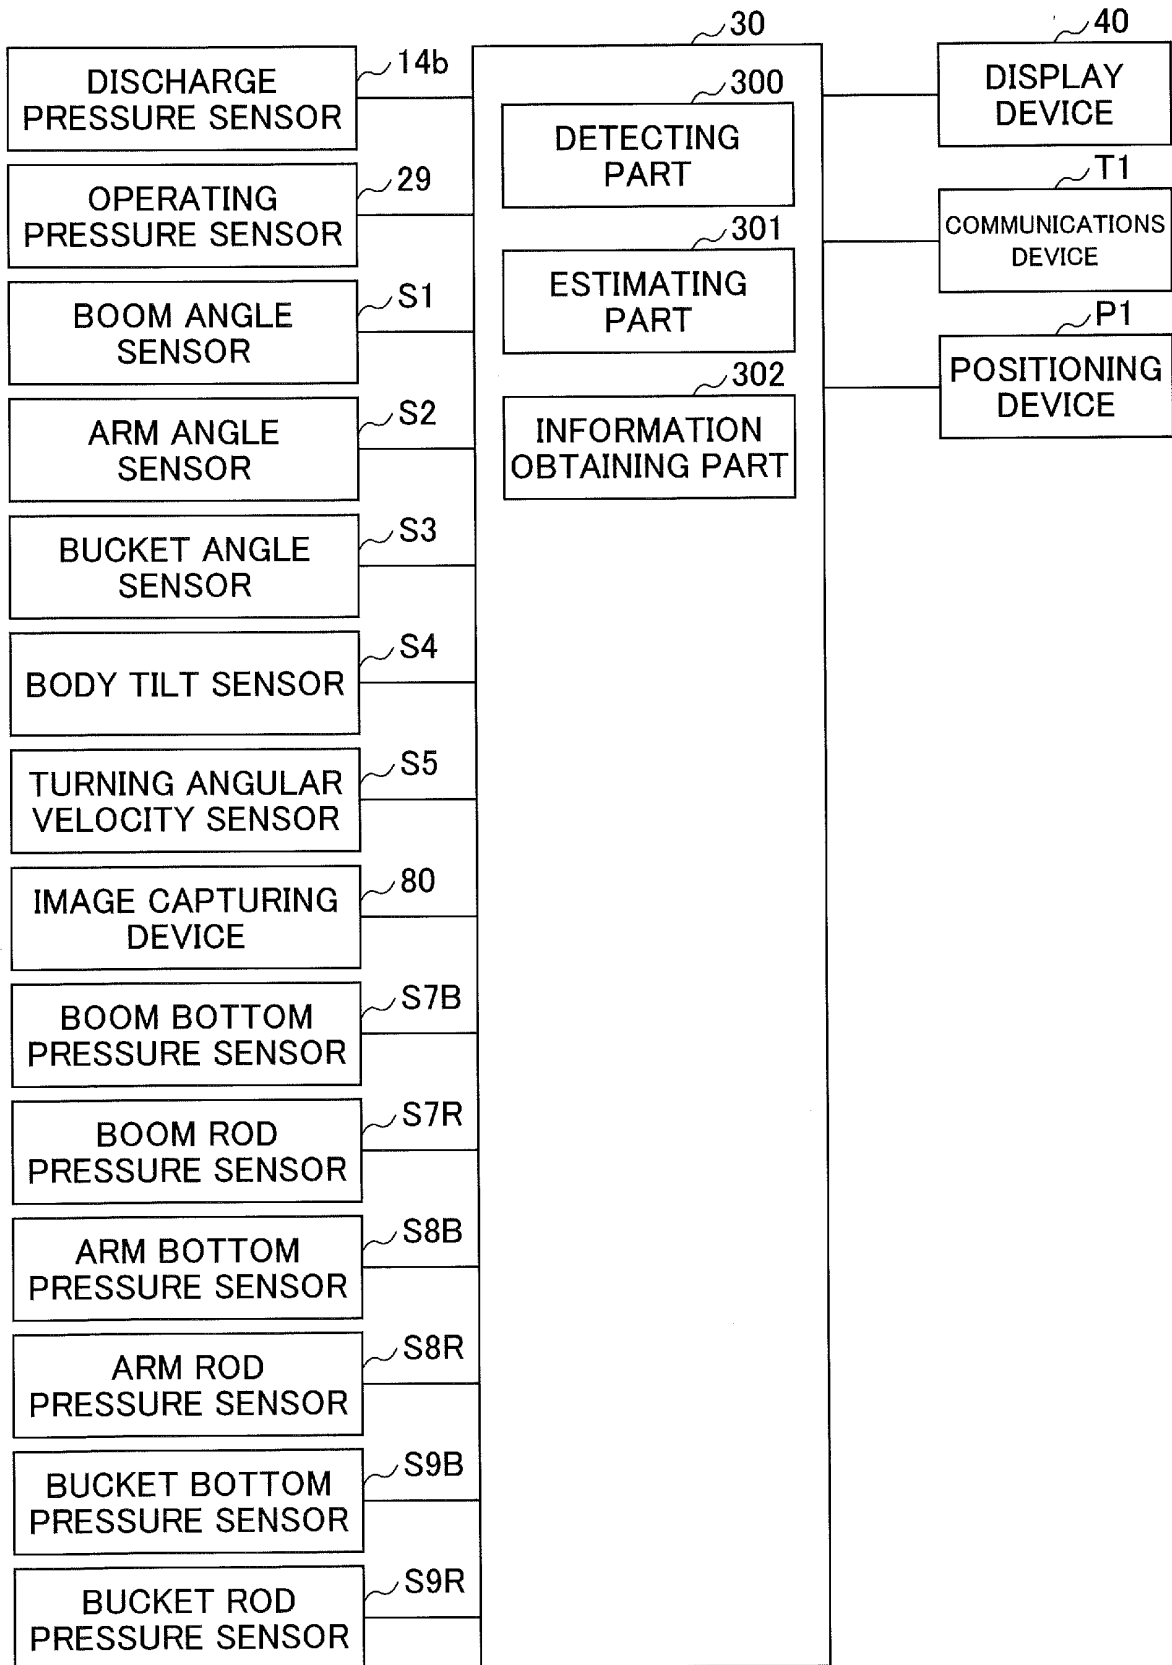 14b
DISCHARGE
PRESSURE SENSOR
29
OPERATING
PRESSURE SENSOR
S1
BOOM ANGLE
SENSOR
S2
ARM ANGLE
SENSOR
S3
BUCKET ANGLE
SENSOR
S4
BODY TILT SENSOR
S5
TURNING ANGULAR
VELOCITY SENSOR
80
IMAGE CAPTURING
DEVICE
S7B
BOOM BOTTOM
PRESSURE SENSOR
S7R
BOOM ROD
PRESSURE SENSOR
S8B
ARM BOTTOM
PRESSURE SENSOR
S8R
ARM ROD
PRESSURE SENSOR
S9B
BUCKET BOTTOM
PRESSURE SENSOR
S9R
BUCKET ROD
PRESSURE SENSOR
30
300
DETECTING
PART
301
ESTIMATING
PART
302
INFORMATION
OBTAINING PART
40
DISPLAY
DEVICE
T1
COMMUNICATIONS
DEVICE
P1
POSITIONING
DEVICE